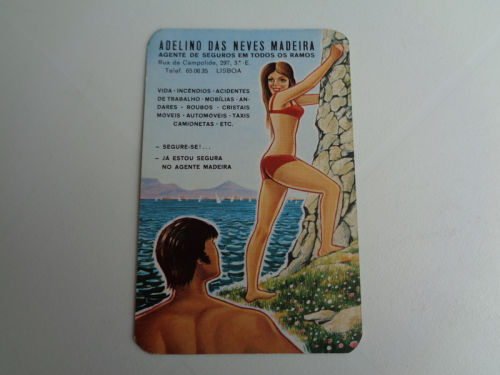 ADELINO DAS NEVES MADEIRA
AGENTE DE SEGUROS EM TODOS OS RAMOS
Rua de Campolide, 297, 3.º E.
Telef. 65 06 35 LISBOA
VIDA · INCÊNDIOS · ACIDENTES
DE TRABALHO · MOBÍLIAS · AN-
DARES · ROUBOS · CRISTAIS
MÓVEIS · AUTOMÓVEIS · TÁXIS
CAMIONETAS · ETC.
– SEGURE-SE!...
– JÁ ESTOU SEGURA
NO AGENTE MADEIRA